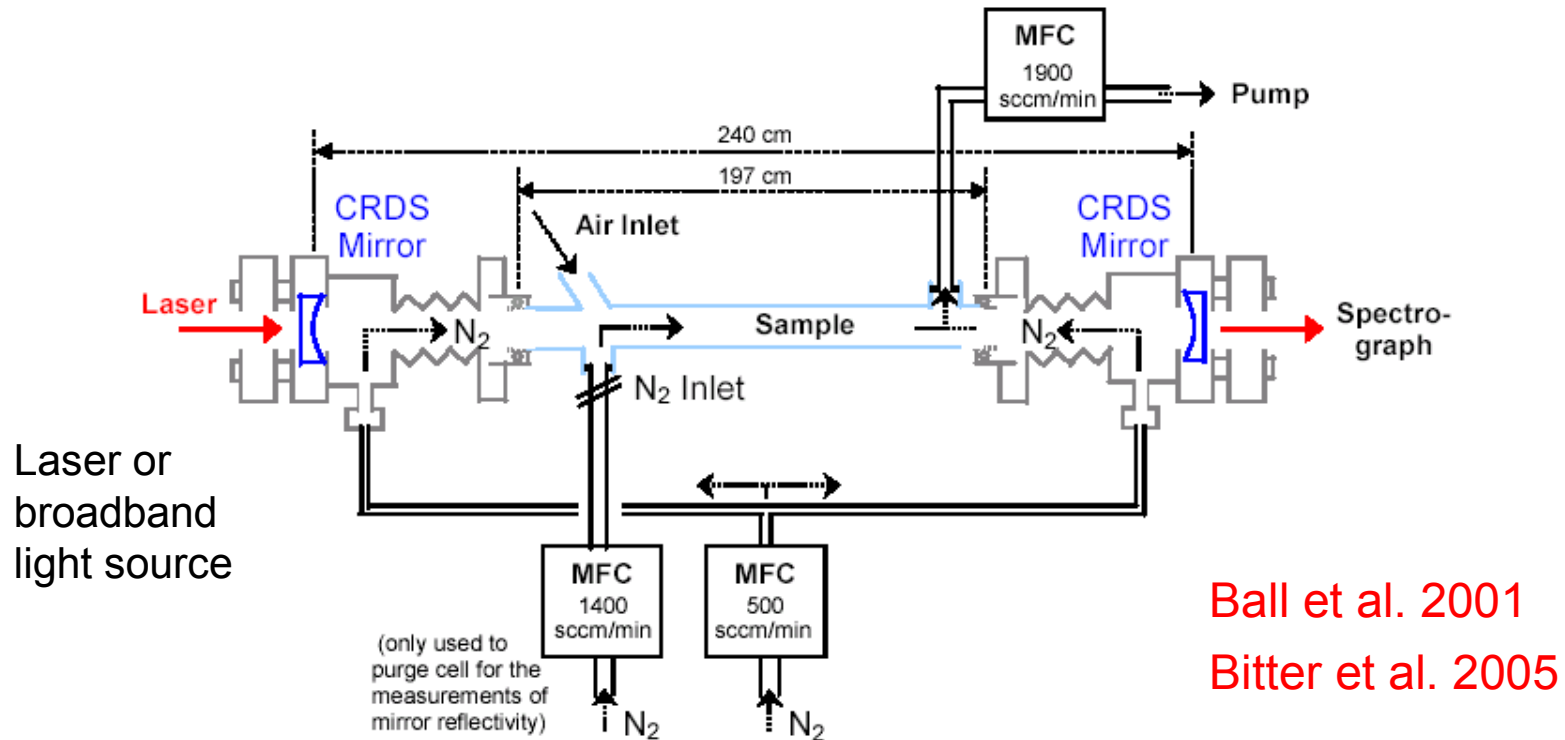 MFC
1900
sccm/min
Pump
240 cm
197 cm
CRDS
Mirror
Air Inlet
CRDS
Mirror
Laser
N2
Sample
N2
Spectro-
graph
N2 Inlet
Laser or
broadband
light source
MFC
1400
sccm/min
MFC
500
sccm/min
(only used to
purge cell for the
measurements of
mirror reflectivity)
N2
N2
Ball et al. 2001
Bitter et al. 2005